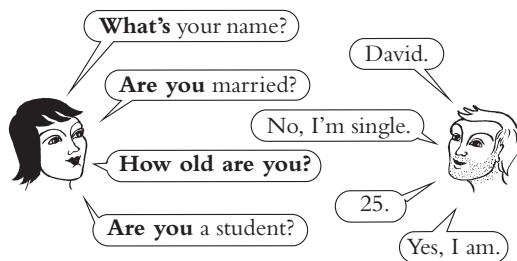 What's your name?
David.
Are you married?
No, I'm single.
How old are you?
25.
Are you a student?
Yes, I am.